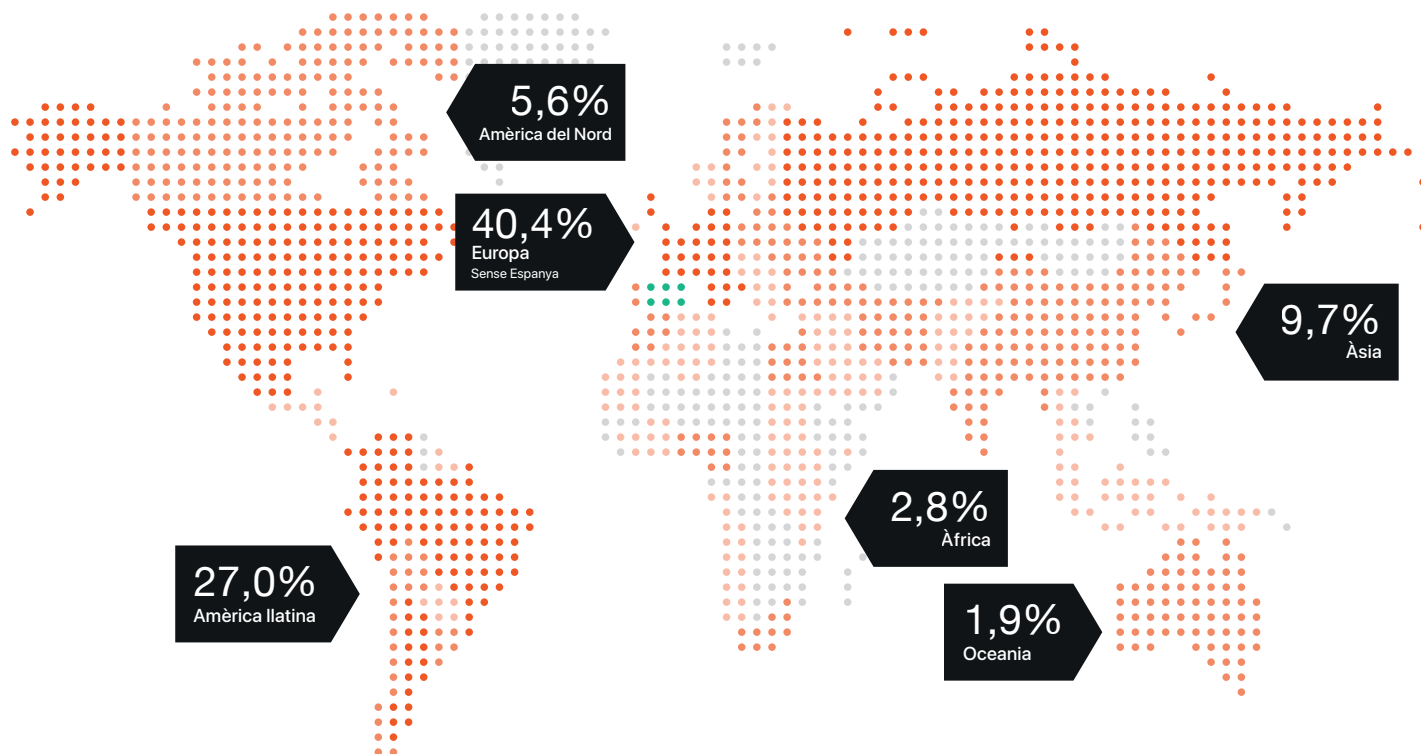 5,6%
Amèrica del Nord
40,4%
Europa
Sense Espanya
9,7%
Àsia
2,8%
Àfrica
27,0%
Amèrica llatina
1,9%
Oceania